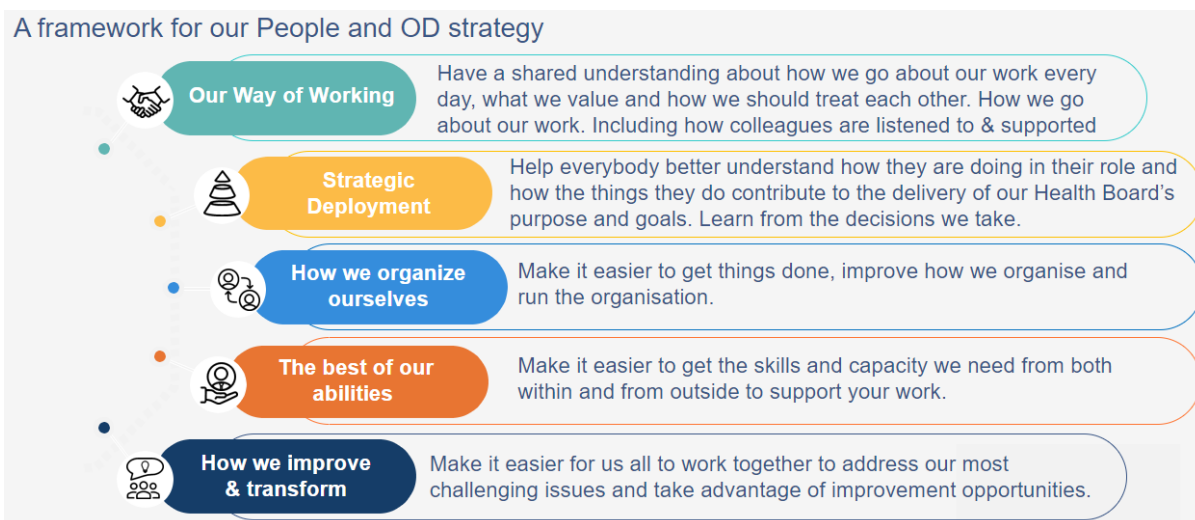 A framework for our People and OD strategy
Our Way of Working
Have a shared understanding about how we go about our work every
day, what we value and how we should treat each other. How we go
about our work. Including how colleagues are listened to & supported
Strategic
Deployment
Help everybody better understand how they are doing in their role and
how the things they do contribute to the delivery of our Health Board's
purpose and goals. Learn from the decisions we take.
How we organize
ourselves
Make it easier to get things done, improve how we organise and
run the organisation.
The best of our
abilities
Make it easier to get the skills and capacity we need from both
within and from outside to support your work.
How we improve
& transform
Make it easier for us all to work together to address our most
challenging issues and take advantage of improvement opportunities.